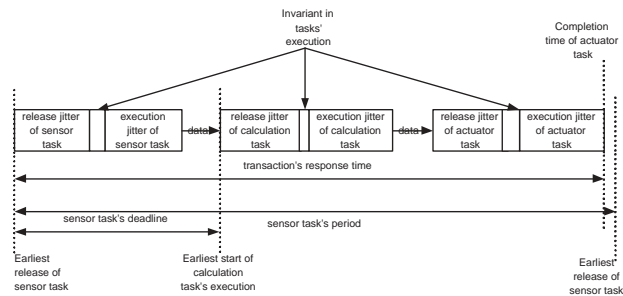 Invariant in
tasks'
execution
Completion
time of actuator
task
release jitter
of sensor
task
execution
jitter of
sensor task
data
release jitter
of calculation
task
execution jitter
of calculation
task
data
release jitter
of actuator
task
execution jitter
of actuator
task
transaction's response time
sensor task's deadline
sensor task's period
Earliest
release of
sensor task
Earliest start of
calculation
task's execution
Earliest
release of
sensor task